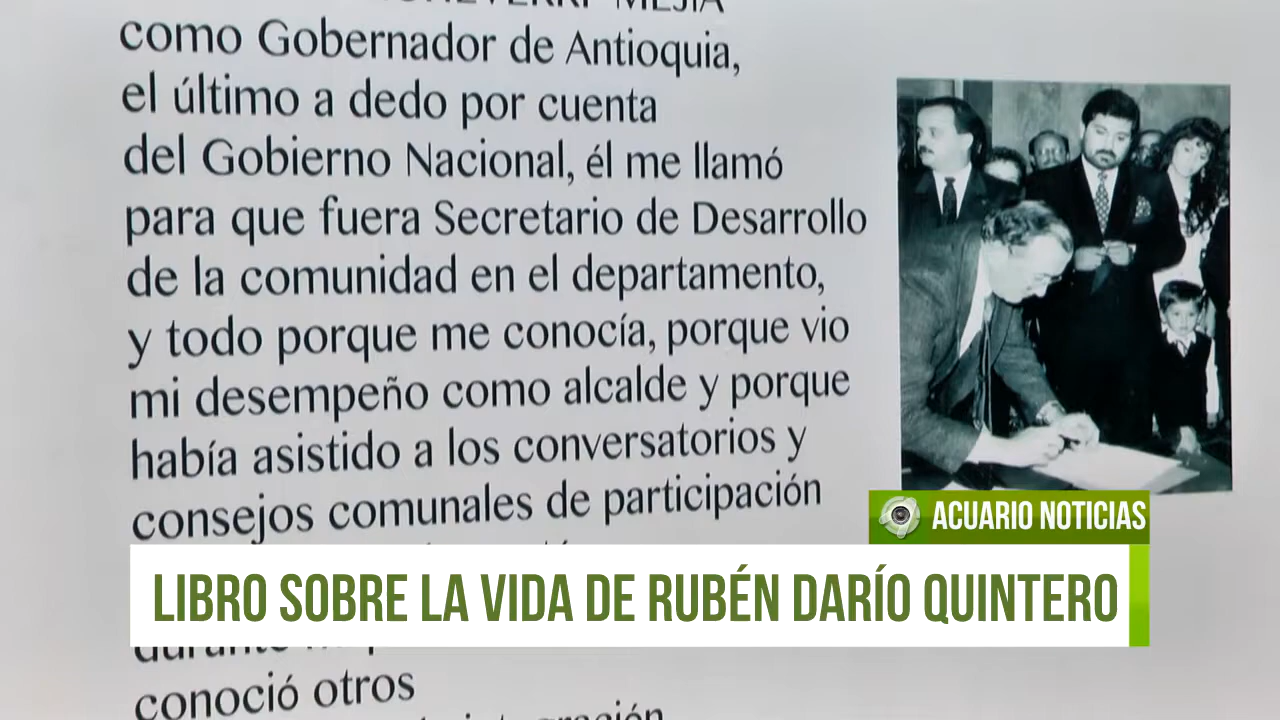 MEJÍA
como Gobernador de Antioquia,
el último a dedo por cuenta
del Gobierno Nacional, él me llamó
para que fuera Secretario de Desarrollo
de la comunidad en el departamento,
y todo porque me conocía, porque vio
mi desempeño como alcalde y porque
había asistido a los conversatorios y
consejos comunales de participación
ACUARIO NOTICIAS
LIBRO SOBRE LA VIDA DE RUBÉN DARÍO QUINTERO
conoció otros